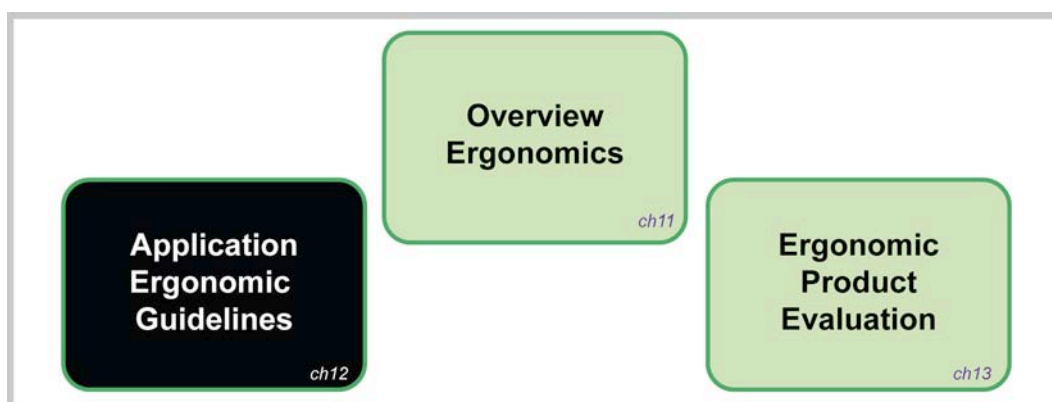 Overview
Ergonomics
ch11
Application
Ergonomic
Guidelines
ch12
Ergonomic
Product
Evaluation
ch13